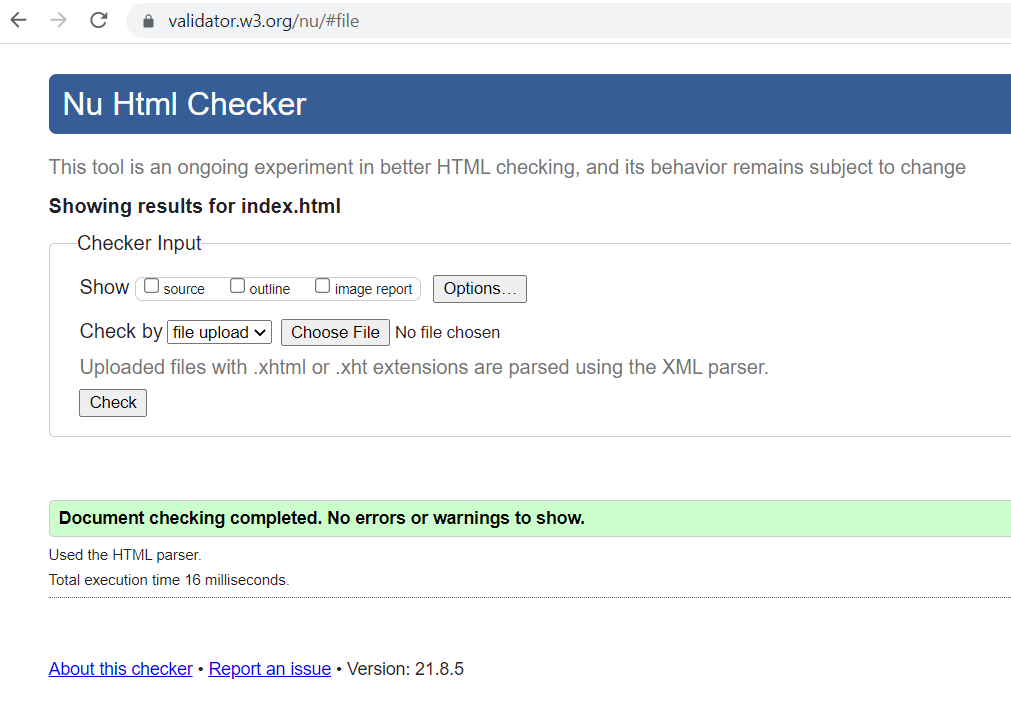 validator.w3.org/nu/#file
Nu Html Checker
This tool is an ongoing experiment in better HTML checking, and its behavior remains subject to change
Showing results for index.html
Checker Input
Show source outline image report Options...
Check by file upload Choose File No file chosen
Uploaded files with .xhtml or .xht extensions are parsed using the XML parser.
Check
Document checking completed. No errors or warnings to show.
Used the HTML parser.
Total execution time 16 milliseconds.
About this checker • Report an issue • Version: 21.8.5